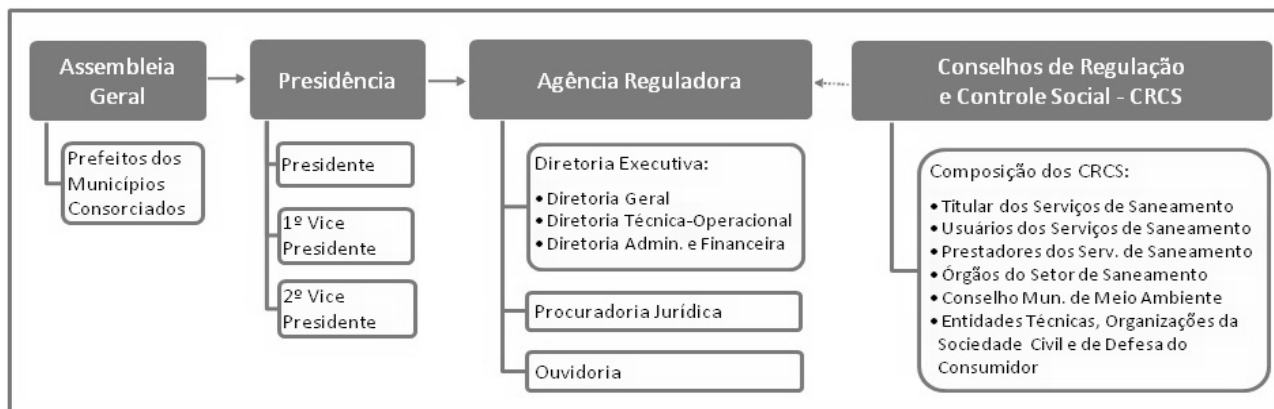 Assembleia
Geral
Prefeitos dos
Municípios
Consorciados
Presidência
Presidente
1º Vice
Presidente
2º Vice
Presidente
Agência Reguladora
Diretoria Executiva:
• Diretoria Geral
• Diretoria Técnica-Operacional
• Diretoria Admin. e Financeira
Procuradoria Jurídica
Ouvidoria
Conselhos de Regulação
e Controle Social - CRCS
Composição dos CRCS:
• Titular dos Serviços de Saneamento
• Usuários dos Serviços de Saneamento
• Prestadores dos Serv. de Saneamento
• Órgãos do Setor de Saneamento
• Conselho Mun. de Meio Ambiente
• Entidades Técnicas, Organizações da
Sociedade Civil e de Defesa do
Consumidor